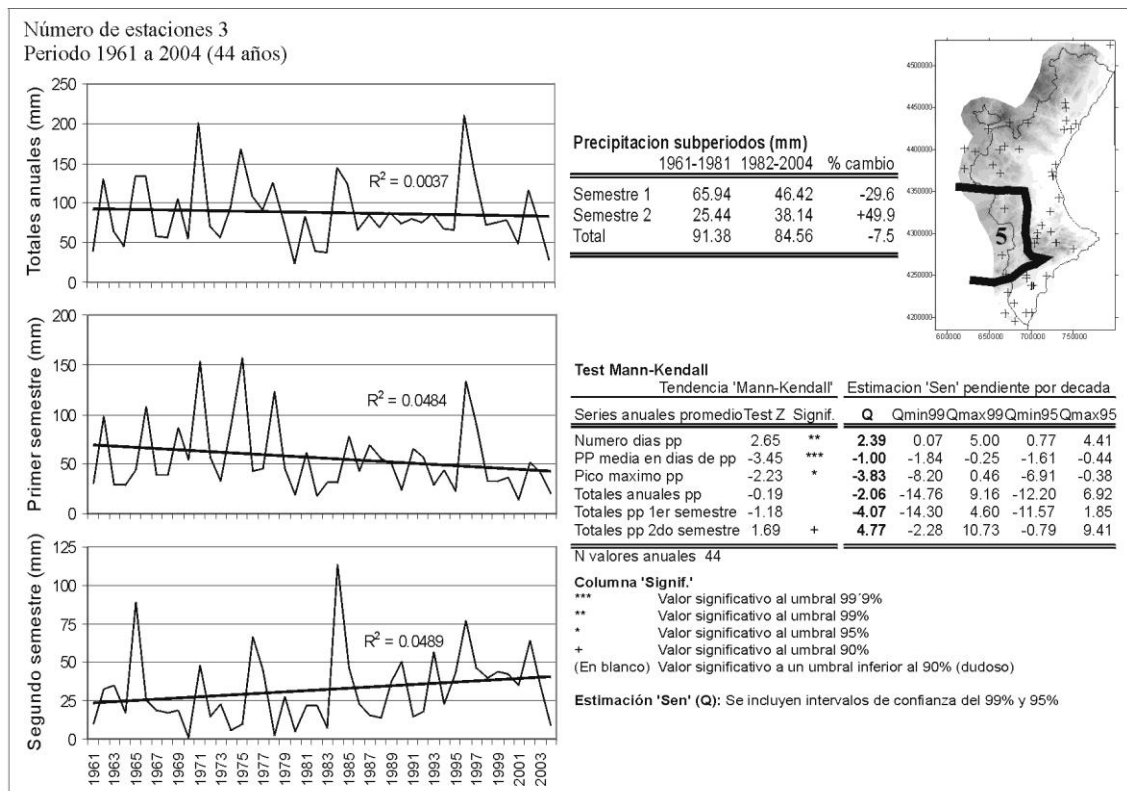 Número de estaciones 3
Periodo 1961 a 2004 (44 años)
Totales anuales (mm)
250
200
150
100
50
0
R² = 0.0037
Primer semestre (mm)
200
150
100
50
0
R² = 0.0484
Segundo semestre (mm)
125
100
75
50
25
0
R² = 0.0489
1961 1963 1965 1967 1969 1971 1973 1975 1977 1979 1981 1983 1985 1987 1989 1991 1993 1995 1997 1999 2001 2003
Precipitacion subperiodos (mm)
1961-1981 1982-2004 % cambio
Semestre 1 65.94 46.42 -29.6
Semestre 2 25.44 38.14 +49.9
Total 91.38 84.56 -7.5
4500000
4450000
4400000
4350000
4300000
4250000
4200000
5
600000 650000 700000 750000
Test Mann-Kendall
Tendencia 'Mann-Kendall' Estimacion 'Sen' pendiente por decada
Series anuales promedio Test Z Signif. Q Qmin99 Qmax99 Qmin95 Qmax95
Numero dias pp 2.65 ** 2.39 0.07 5.00 0.77 4.41
PP media en dias de pp -3.45 *** -1.00 -1.84 -0.25 -1.61 -0.44
Pico maximo pp -2.23 * -3.83 -8.20 0.46 -6.91 -0.38
Totales anuales pp -0.19 -2.06 -14.76 9.16 -12.20 6.92
Totales pp 1er semestre -1.18 -4.07 -14.30 4.60 -11.57 1.85
Totales pp 2do semestre 1.69 + 4.77 -2.28 10.73 -0.79 9.41
N valores anuales 44
Columna 'Signif.'
*** Valor significativo al umbral 99´9%
** Valor significativo al umbral 99%
* Valor significativo al umbral 95%
+ Valor significativo al umbral 90%
(En blanco) Valor significativo a un umbral inferior al 90% (dudoso)
Estimación 'Sen' (Q): Se incluyen intervalos de confianza del 99% y 95%